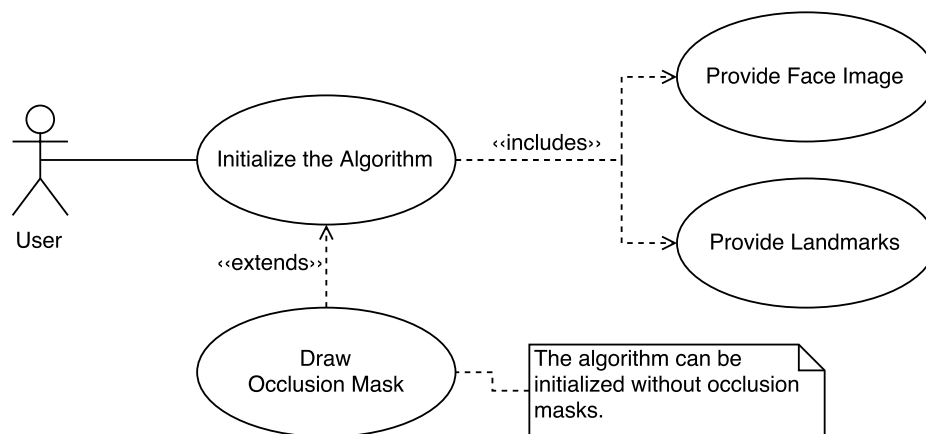 Provide Face Image
Initialize the Algorithm
‹‹includes››
User
Provide Landmarks
‹‹extends››
Draw
Occlusion Mask
The algorithm can be
initialized without occlusion
masks.